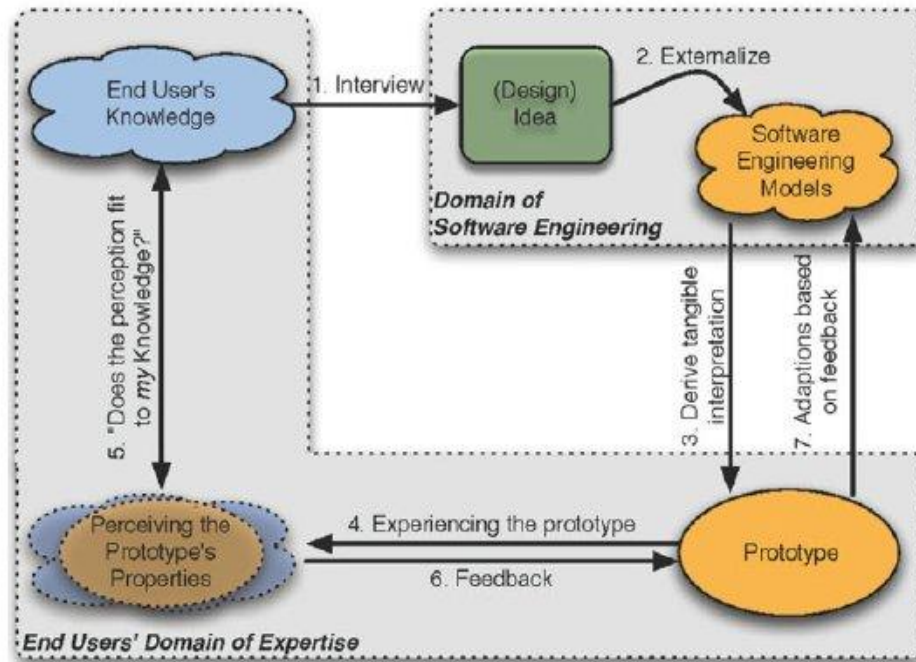 End User's
Knowledge
1. Interview
(Design)
Idea
2. Externalize
Software
Engineering
Models
Domain of
Software Engineering
5. "Does the perception fit
to my Knowledge?"
3. Derive tangible
interpretation
7. Adaptions based
on feedback
Perceiving the
Prototype's
Properties
4. Experiencing the prototype
6. Feedback
Prototype
End Users' Domain of Expertise